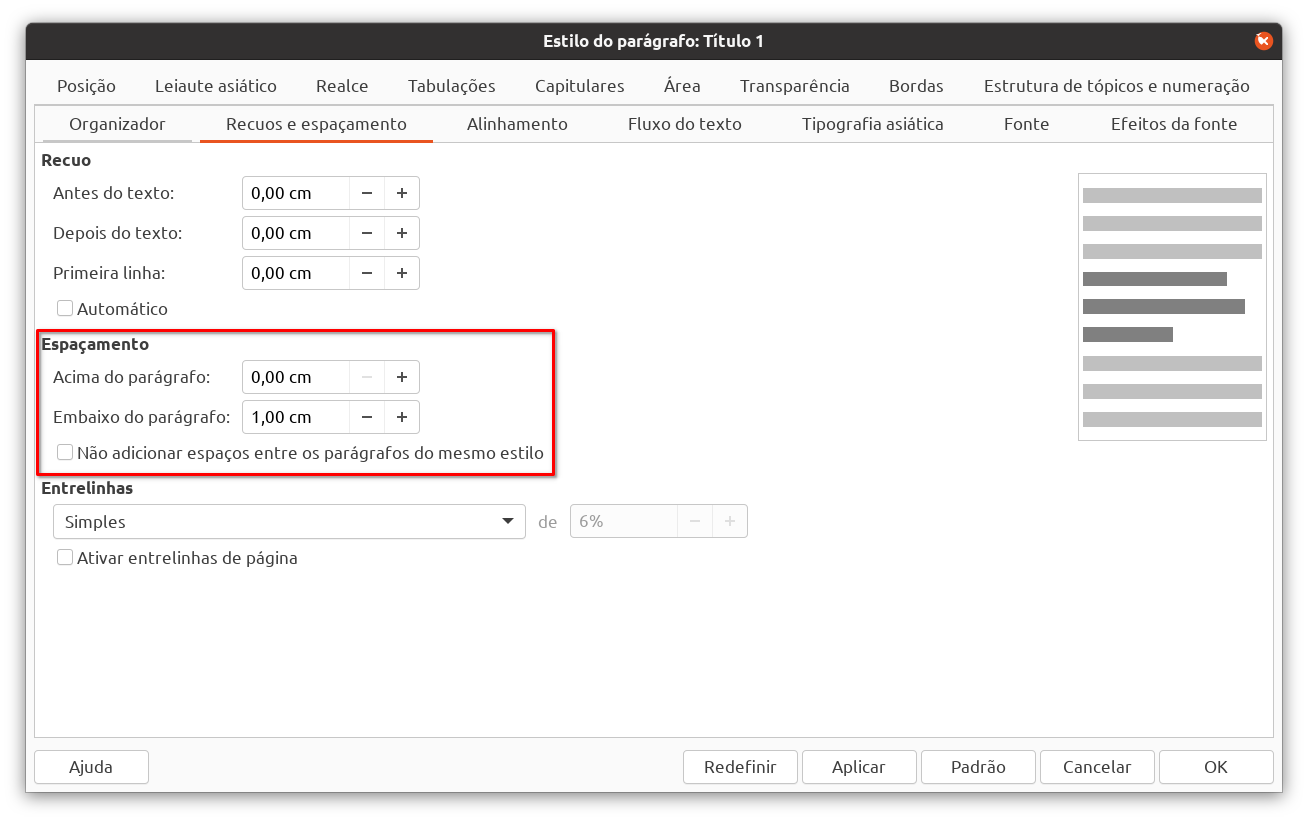 Estilo do parágrafo: Título 1
Posição Leiaute asiático Realce Tabulações Capitulares Área Transparência Bordas Estrutura de tópicos e numeração
Organizador Recuos e espaçamento Alinhamento Fluxo do texto Tipografia asiática Fonte Efeitos da fonte
Recuo
Antes do texto: 0,00 cm − +
Depois do texto: 0,00 cm − +
Primeira linha: 0,00 cm − +
Automático
Espaçamento
Acima do parágrafo: 0,00 cm − +
Embaixo do parágrafo: 1,00 cm − +
Não adicionar espaços entre os parágrafos do mesmo estilo
Entrelinhas
Simples de 6% − +
Ativar entrelinhas de página
Ajuda Redefinir Aplicar Padrão Cancelar OK